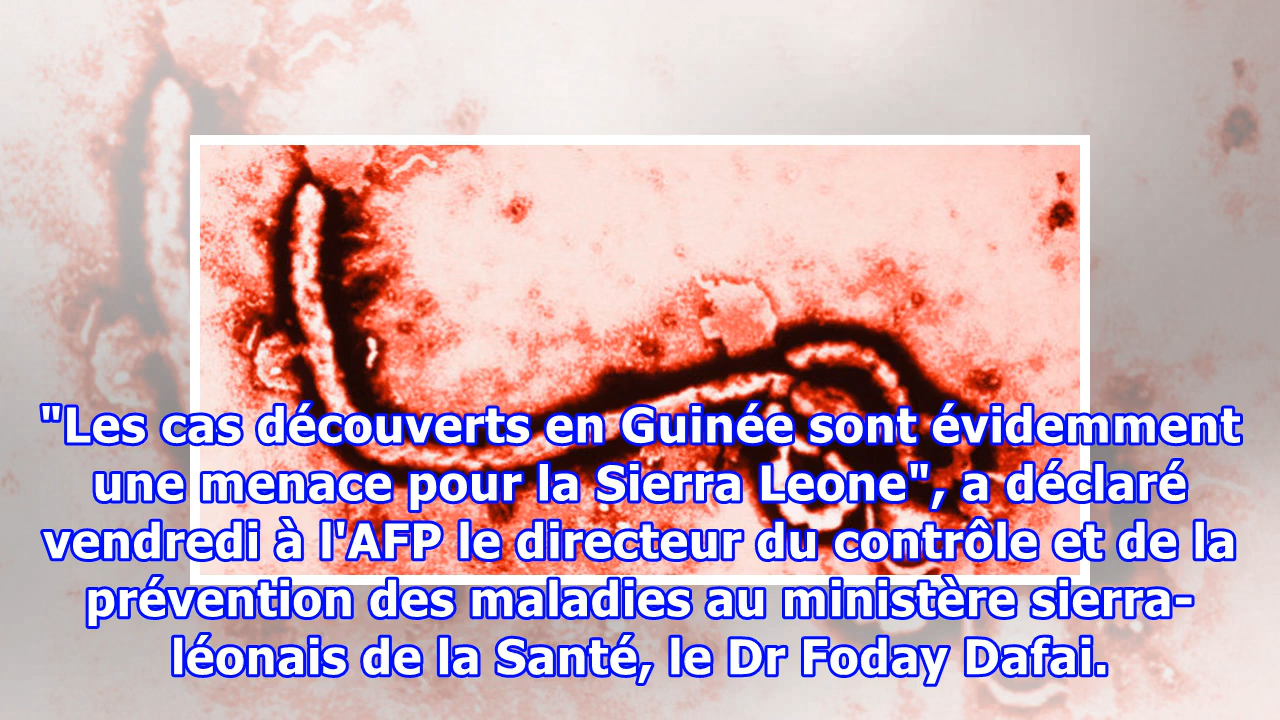 "Les cas découverts en Guinée sont évidemment
une menace pour la Sierra Leone", a déclaré
vendredi à l'AFP le directeur du contrôle et de la
prévention des maladies au ministère sierra-
léonais de la Santé, le Dr Foday Dafai.